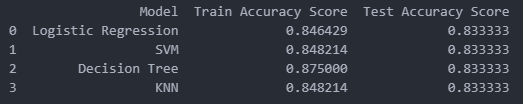 Model Train Accuracy Score Test Accuracy Score
0 Logistic Regression 0.846429 0.833333
1 SVM 0.848214 0.833333
2 Decision Tree 0.875000 0.833333
3 KNN 0.848214 0.833333